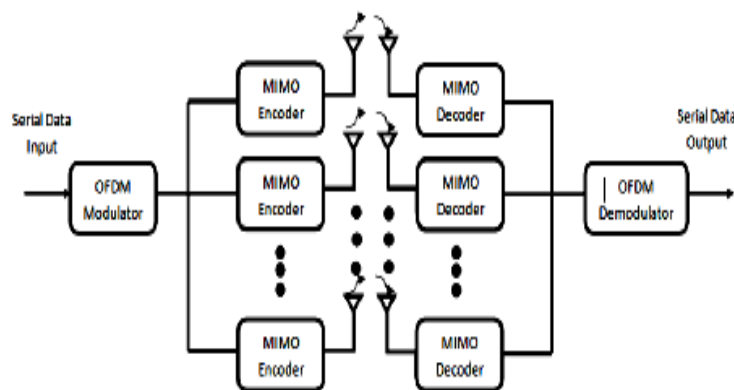 MIMO
Encoder
MIMO
Decoder
Serial Data
Input
Serial Data
Output
OFDM
Modulator
MIMO
Encoder
MIMO
Decoder
OFDM
Demodulator
MIMO
Encoder
MIMO
Decoder